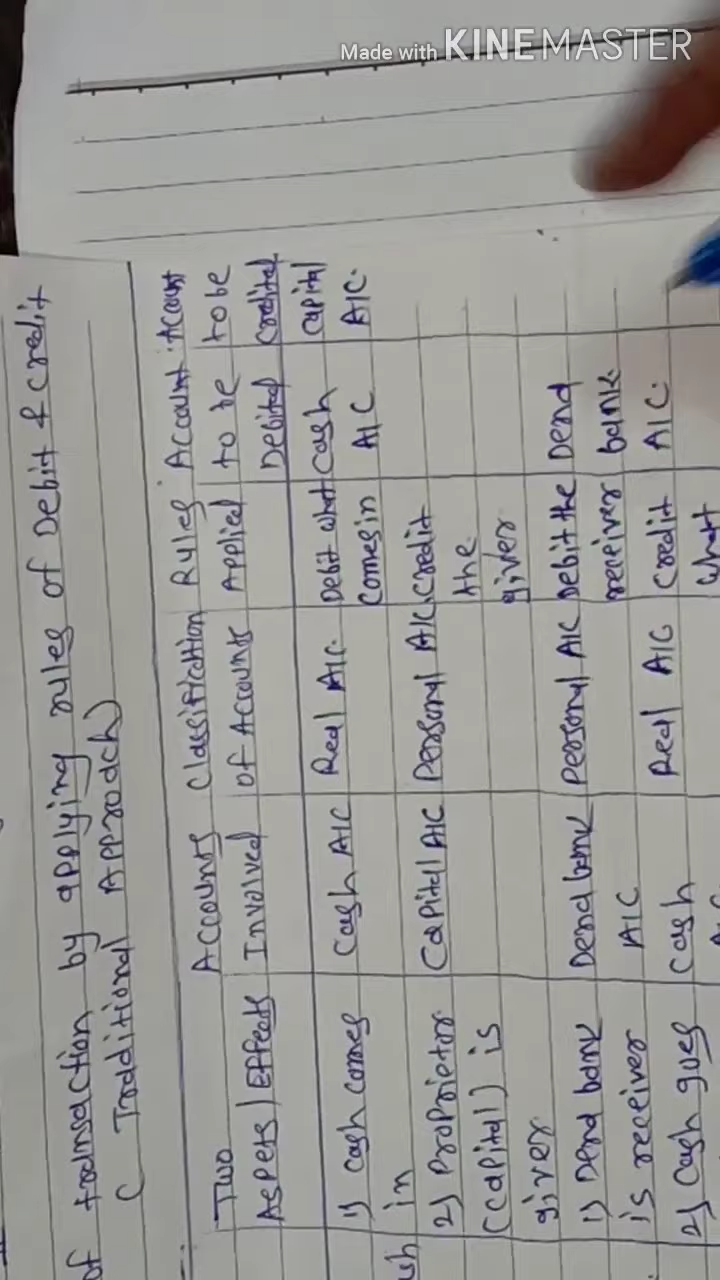 Made with KINEMASTER
of transaction by applying rules of Debit & Credit
( Traditional Approach)
Two Accounts Classification Rules Account Account
Aspets/Effects Involved of Accounts Applied to be to be
Debited Credited
1) Cash comes Cash A/C Real A/C. Debit what Cash Capital
in comes in A/C A/C.
2) Proprietor Capital A/C Personal A/C. Credit
(Capital) is the
giver giver
1) Dena bank Dena bank Personal A/C Debit the Dena
is receiver A/C receiver bank
2) Cash goes Cash Real A/C Credit A/C.
what